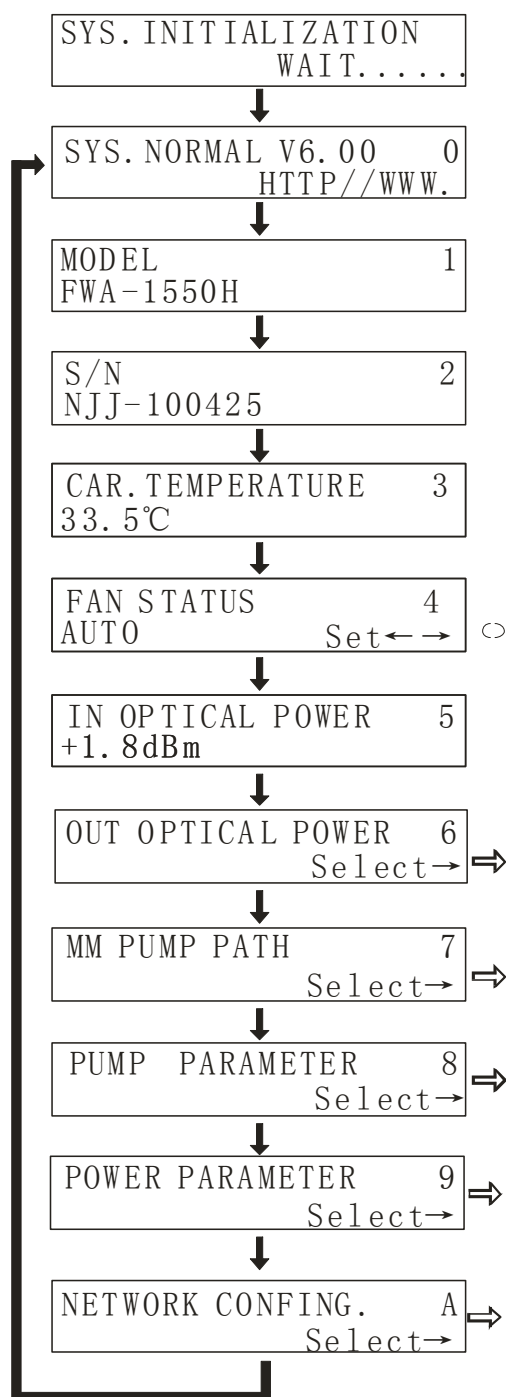 SYS.INITIALIZATION
WAIT......
SYS.NORMAL V6.00 0
HTTP//WWW.
MODEL 1
FWA-1550H
S/N 2
NJJ-100425
CAR.TEMPERATURE 3
33.5℃
FAN STATUS 4
AUTO Set←→
IN OPTICAL POWER 5
+1.8dBm
OUT OPTICAL POWER 6
Select→
MM PUMP PATH 7
Select→
PUMP PARAMETER 8
Select→
POWER PARAMETER 9
Select→
NETWORK CONFING. A
Select→